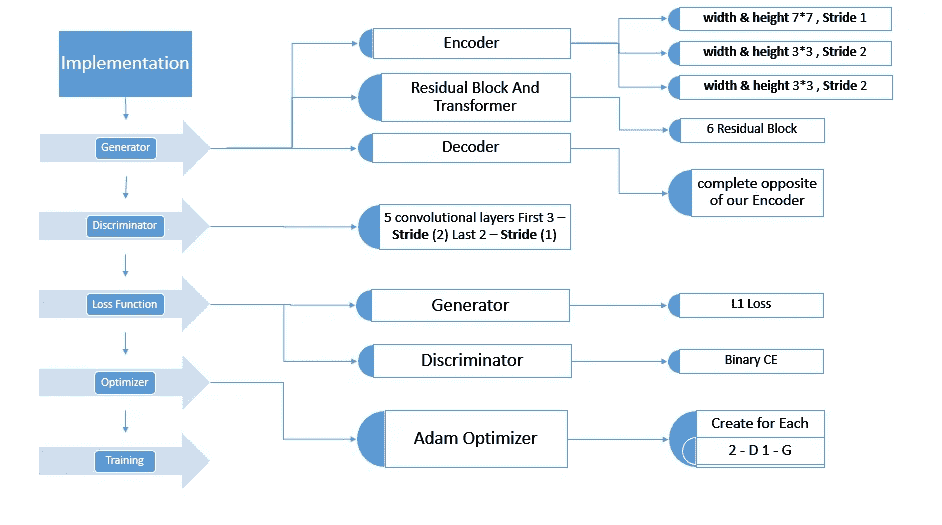 Implementation
Generator
Encoder
width & height 7*7 , Stride 1
width & height 3*3 , Stride 2
width & height 3*3 , Stride 2
Residual Block And
Transformer
6 Residual Block
Decoder
complete opposite
of our Encoder
Discriminator
5 convolutional layers First 3 –
Stride (2) Last 2 – Stride (1)
Loss Function
Generator
L1 Loss
Discriminator
Binary CE
Optimizer
Adam Optimizer
Create for Each
2 - D 1 - G
Training